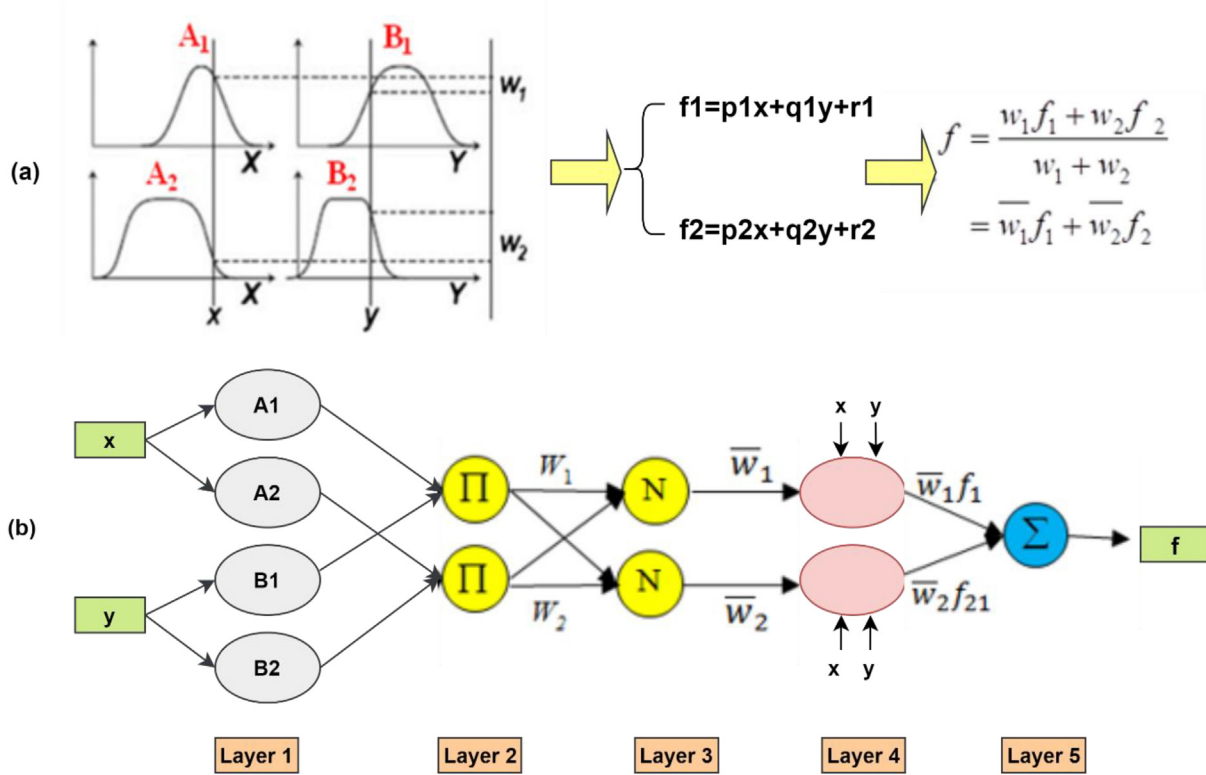 (a)
A₁
B₁
X
Y
w₁
A₂
B₂
X
Y
w₂
x
y
f1=p1x+q1y+r1
f2=p2x+q2y+r2
f = (w₁f₁ + w₂f ₂) / (w₁ + w₂)
= w̅₁f₁ + w̅₂f₂
(b)
x
y
A1
A2
B1
B2
Π
Π
W₁
W₂
N
N
w̅₁
w̅₂
x y
x y
w̅₁f₁
w̅₂f₂₁
Σ
f
Layer 1
Layer 2
Layer 3
Layer 4
Layer 5